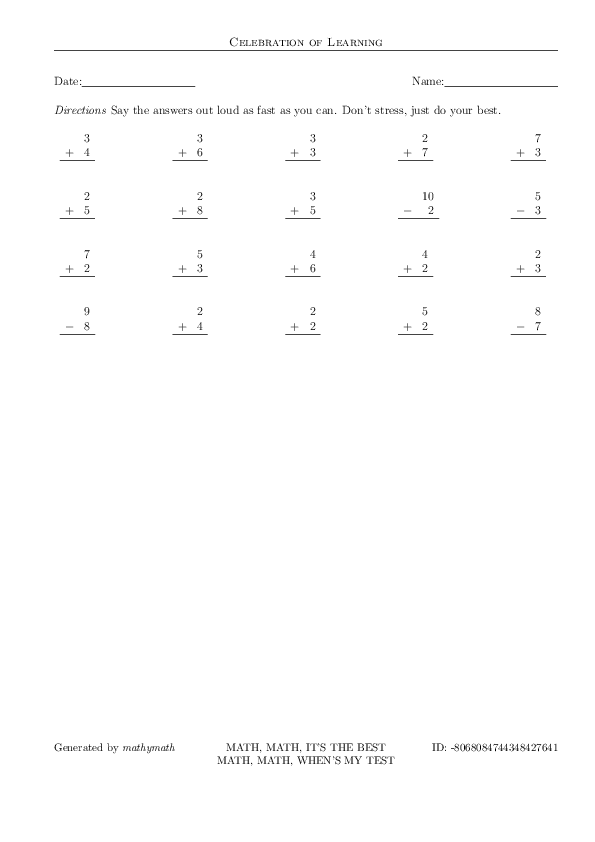 Celebration of Learning
Date: Name:
Directions Say the answers out loud as fast as you can. Don't stress, just do your best.
3 3 3 2 7
+ 4 + 6 + 3 + 7 + 3
2 2 3 10 5
+ 5 + 8 + 5 − 2 − 3
7 5 4 4 2
+ 2 + 3 + 6 + 2 + 3
9 2 2 5 8
− 8 + 4 + 2 + 2 − 7
Generated by mathymath MATH, MATH, IT'S THE BEST ID: -8068084744348427641
MATH, MATH, WHEN'S MY TEST